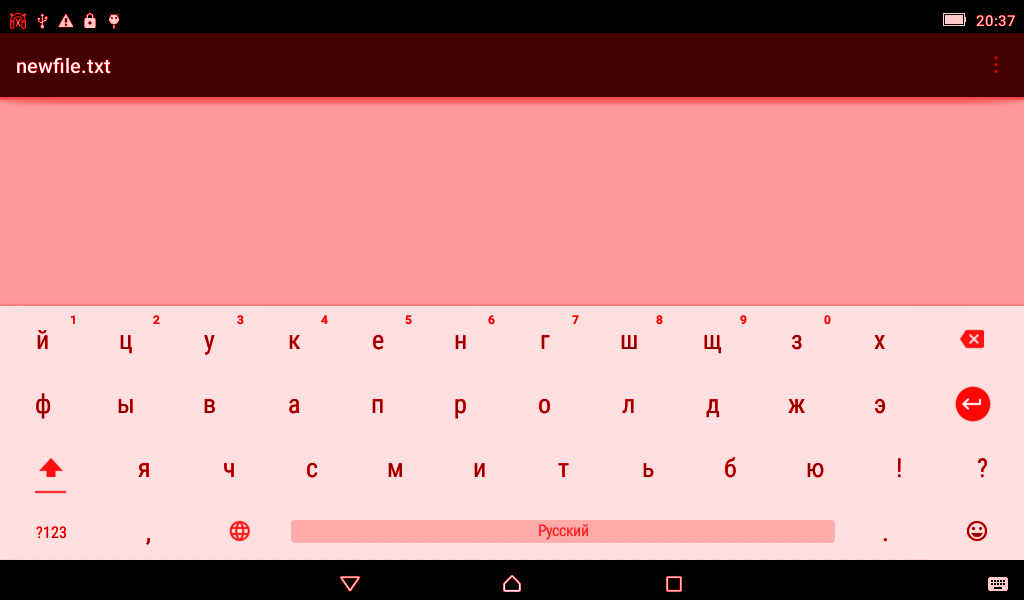 20:37
newfile.txt
1 2 3 4 5 6 7 8 9 0
й ц у к е н г ш щ з х
ф ы в а п р о л д ж э
я ч с м и т ь б ю ! ?
?123 , Русский .